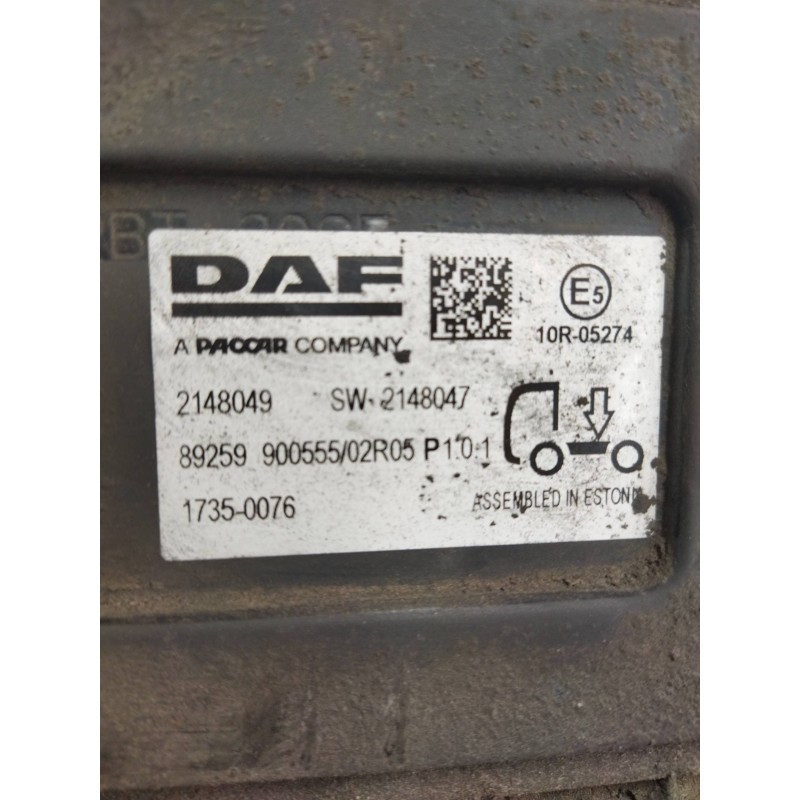 DAF
A PACCAR COMPANY
E5
10R-05274
2148049 SW- 2148047
89259 900555/02R05 P1.0.1
1735-0076
ASSEMBLED IN ESTONIA